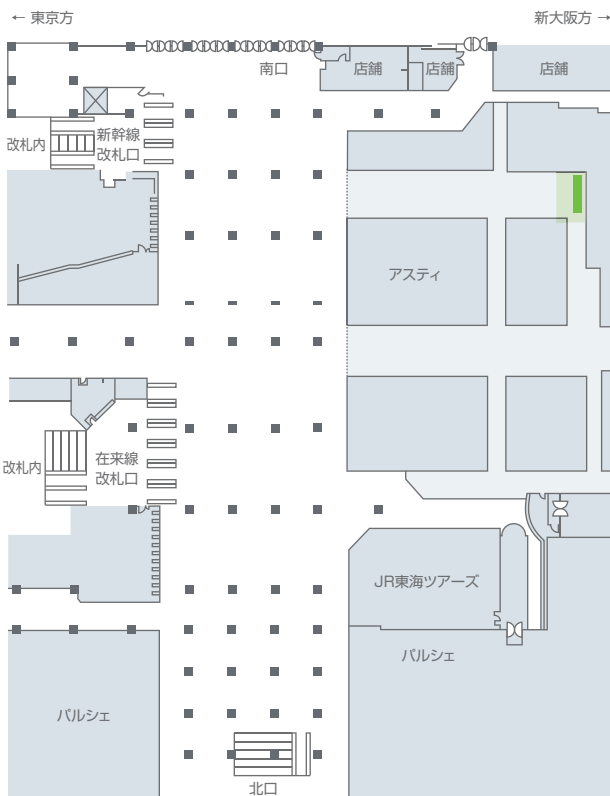 ← 東京方
新大阪方 →
南口
店舗
店舗
店舗
改札内
新幹線
改札口
アスティ
改札内
在来線
改札口
JR東海ツアーズ
パルシェ
パルシェ
北口